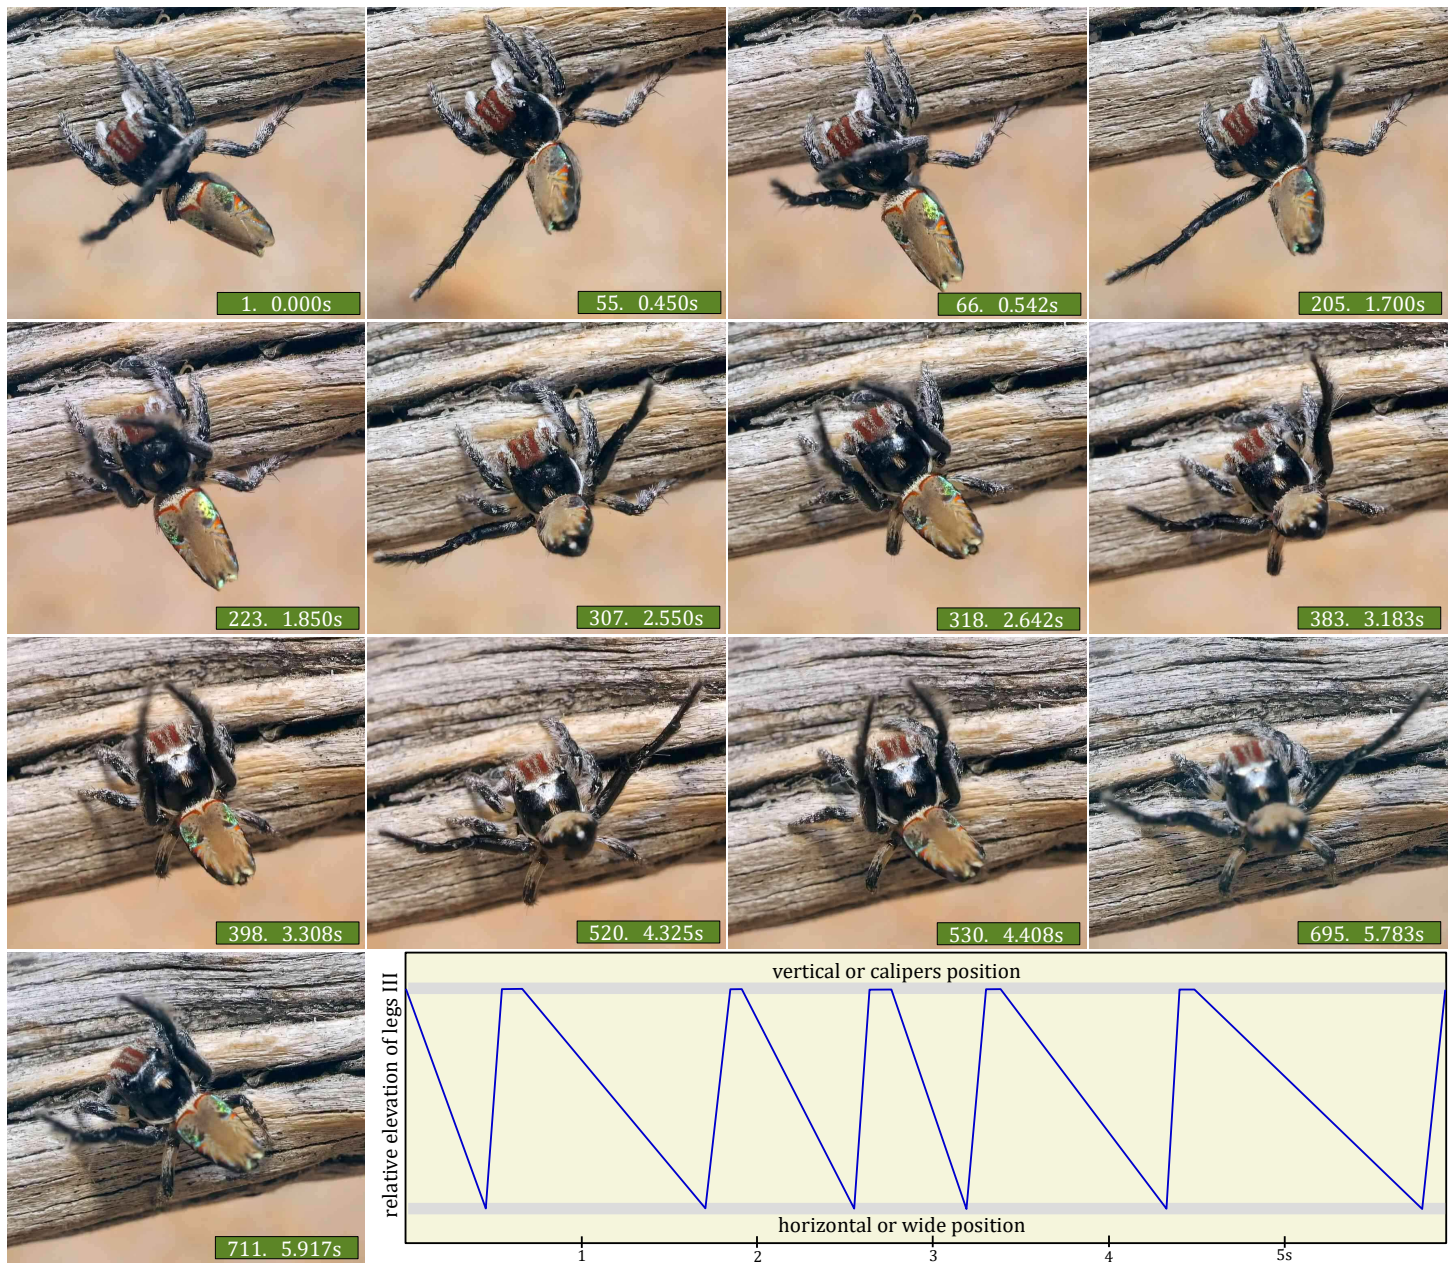 1. 0.000s
55. 0.450s
66. 0.542s
205. 1.700s
223. 1.850s
307. 2.550s
318. 2.642s
383. 3.183s
398. 3.308s
520. 4.325s
530. 4.408s
695. 5.783s
711. 5.917s
relative elevation of legs III
vertical or calipers position
horizontal or wide position
1 2 3 4 5s